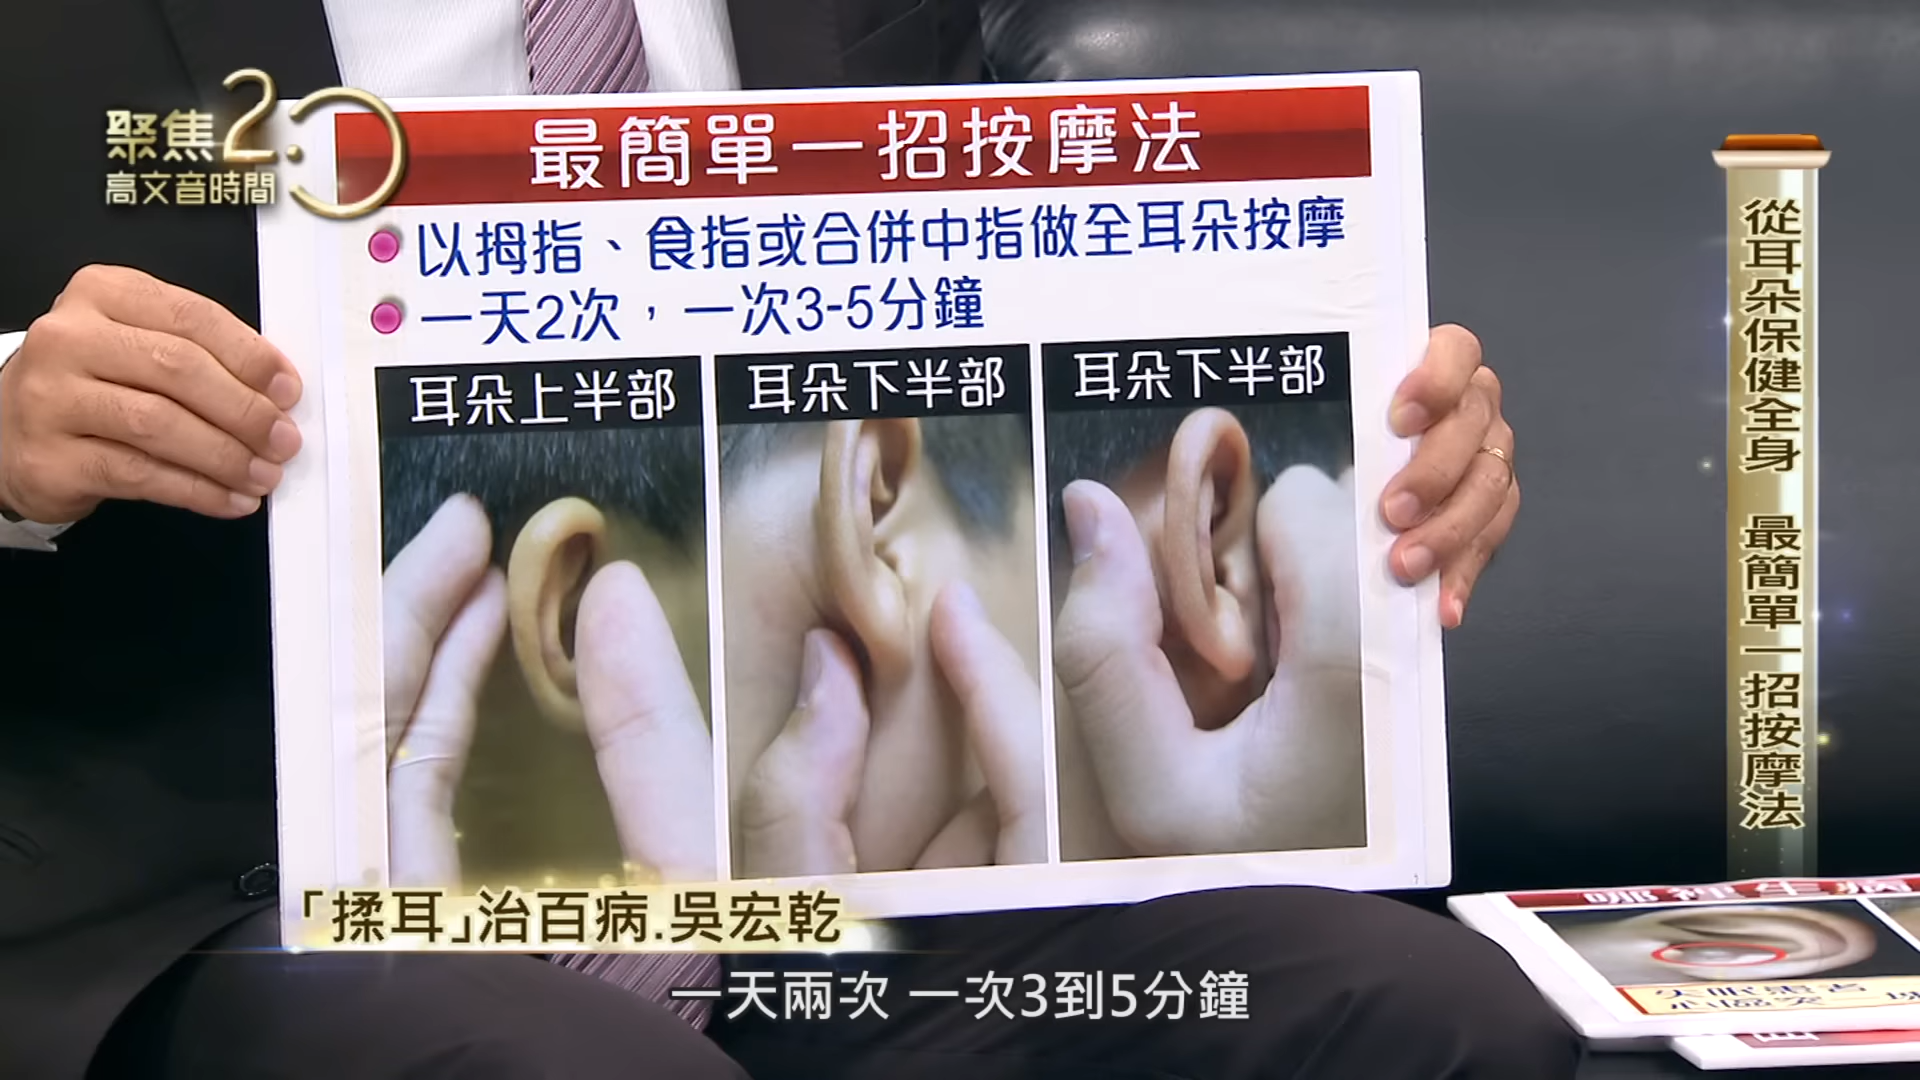 聚焦2.0
高文音時間
最簡單一招按摩法
以拇指、食指或合併中指做全耳朵按摩
一天2次，一次3-5分鐘
耳朵上半部
耳朵下半部
耳朵下半部
從耳朵保健全身 最簡單一招按摩法
「揉耳」治百病.吳宏乾
一天兩次 一次3到5分鐘